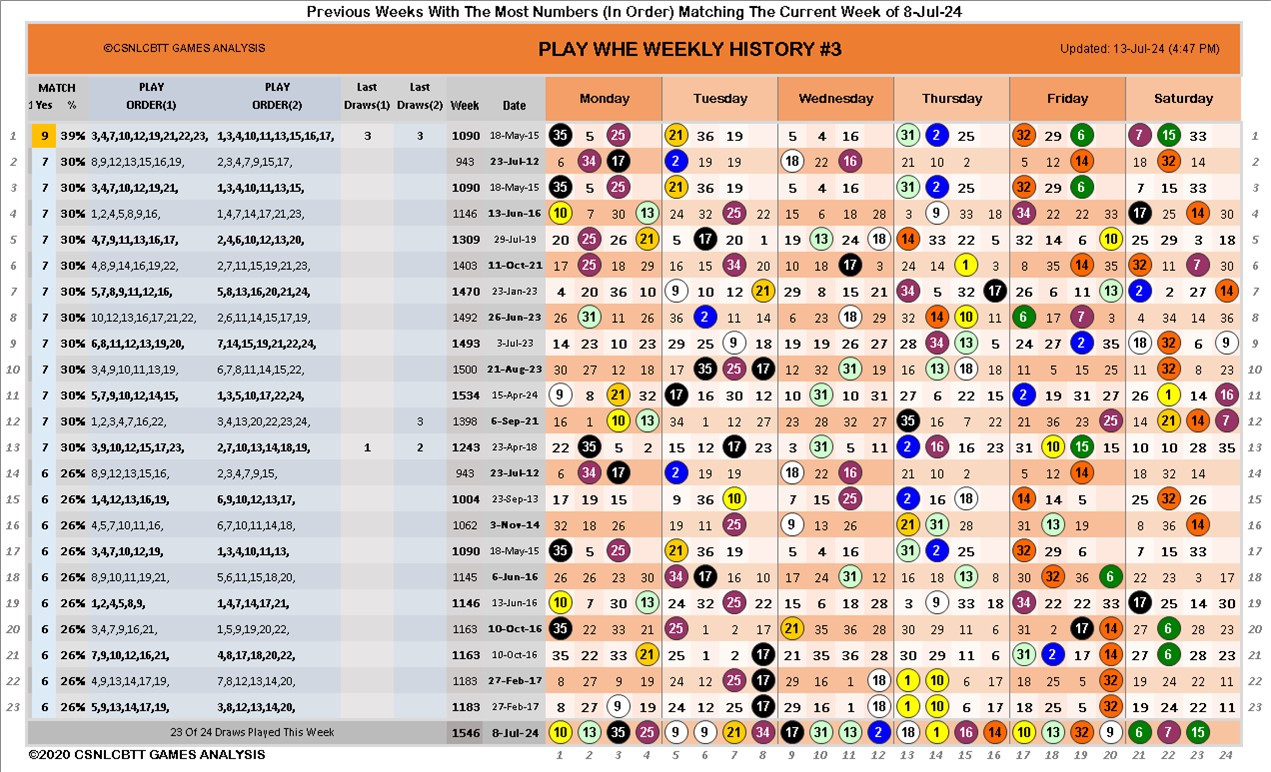 Previous Weeks With The Most Numbers (In Order) Matching The Current Week of 8-Jul-24
©CSNLCBTT GAMES ANALYSIS PLAY WHE WEEKLY HISTORY #3 Updated: 13-Jul-24 (4:47 PM)
MATCH PLAY PLAY Last Last
1 Yes % ORDER(1) ORDER(2) Draws(1) Draws(2) Week Date Monday Tuesday Wednesday Thursday Friday Saturday
1 9 39% 3,4,7,10,12,19,21,22,23, 1,3,4,10,11,13,15,16,17, 3 3 1090 18-May-15 35 5 25 21 36 19 5 4 16 31 2 25 32 29 6 7 15 33 1
2 7 30% 8,9,12,13,15,16,19, 2,3,4,7,9,15,17, 943 23-Jul-12 6 34 17 2 19 19 18 22 16 21 10 2 5 12 14 18 32 14 2
3 7 30% 3,4,7,10,12,19,21, 1,3,4,10,11,13,15, 1090 18-May-15 35 5 25 21 36 19 5 4 16 31 2 25 32 29 6 7 15 33 3
4 7 30% 1,2,4,5,8,9,16, 1,4,7,14,17,21,23, 1146 13-Jun-16 10 7 30 13 24 32 25 22 15 6 18 28 3 9 33 18 34 22 22 33 17 25 23 30 4
5 7 30% 4,7,9,11,13,16,17, 2,4,6,10,12,13,20, 1309 29-Jul-19 20 25 26 21 5 17 20 1 19 13 24 18 14 33 22 5 32 14 6 10 25 29 3 18 5
6 7 30% 4,8,9,14,16,19,22, 2,7,11,15,19,21,23, 1403 11-Oct-21 17 25 18 29 16 15 34 20 10 18 17 3 24 14 1 3 8 35 14 35 32 11 23 30 6
7 7 30% 5,7,8,9,11,12,16, 5,8,13,16,20,21,24, 1470 23-Jan-23 4 20 36 10 9 10 12 21 29 8 15 21 34 5 32 17 26 6 11 13 2 2 27 14 7
8 7 30% 10,12,13,16,17,21,22, 2,6,11,14,15,17,19, 1492 26-Jun-23 26 31 11 26 36 2 11 14 6 23 18 29 32 14 10 11 6 17 7 3 4 34 14 36 8
9 7 30% 6,8,11,12,13,19,20, 7,14,15,19,21,22,24, 1493 3-Jul-23 14 23 10 23 29 25 9 18 19 19 26 27 28 34 13 5 24 27 2 35 18 32 6 9 9
10 7 30% 3,4,9,10,11,13,19, 6,7,8,11,14,15,22, 1500 21-Aug-23 30 27 12 18 17 35 25 17 12 32 31 19 16 13 18 28 11 5 15 25 11 32 8 23 10
11 7 30% 5,7,9,10,12,14,15, 1,3,5,10,17,22,24, 1534 15-Apr-24 9 8 21 32 17 16 30 12 10 31 10 35 27 6 22 15 2 19 31 27 26 1 14 16 11
12 7 30% 1,2,3,4,7,16,22, 3,4,13,20,22,23,24, 3 1398 6-Sep-21 16 1 10 13 34 1 12 27 23 28 32 27 35 16 7 22 21 36 23 25 14 21 14 7 12
13 7 30% 3,9,10,12,15,17,23, 2,7,10,13,14,18,19, 1 2 1243 23-Apr-18 22 35 5 2 15 12 17 23 13 31 5 11 2 16 16 23 31 10 15 15 10 10 28 35 13
14 6 26% 8,9,12,13,15,16, 2,3,4,7,9,15, 943 23-Jul-12 6 34 17 2 19 19 18 22 16 21 10 2 5 12 14 18 32 14 14
15 6 26% 1,4,12,13,16,19, 6,9,10,12,13,17, 1004 23-Sep-13 17 19 15 9 36 10 7 15 25 2 16 18 14 14 5 25 32 26 15
16 6 26% 4,5,7,10,11,16, 6,7,10,11,14,18, 1062 3-Nov-14 32 18 26 19 11 25 9 13 26 21 31 28 31 13 19 8 36 23 16
17 6 26% 3,4,7,10,12,19, 1,3,4,10,11,13, 1090 18-May-15 35 5 25 21 36 19 5 4 16 31 2 25 32 29 6 7 15 33 17
18 6 26% 8,9,10,11,19,21, 5,6,11,15,18,20, 1145 6-Jun-16 26 26 23 30 34 17 16 10 17 24 31 12 16 18 13 8 30 32 36 6 22 23 3 17 18
19 6 26% 1,2,4,5,8,9, 1,4,7,14,17,21, 1146 13-Jun-16 10 7 30 13 24 32 25 22 15 6 18 28 3 9 33 18 34 22 22 33 17 25 14 30 19
20 6 26% 3,4,7,9,16,21, 1,5,9,19,20,22, 1163 10-Oct-16 35 22 33 21 25 1 2 17 21 35 36 28 30 29 11 6 31 2 17 14 20 6 28 23 20
21 6 26% 7,9,10,12,16,21, 4,8,17,18,20,22, 1163 10-Oct-16 35 22 33 21 25 1 2 17 21 35 36 28 30 29 11 6 31 2 17 14 26 6 28 23 21
22 6 26% 4,9,13,14,17,19, 7,8,12,13,14,20, 1183 27-Feb-17 8 27 9 19 24 12 25 17 29 16 1 18 1 10 6 17 18 25 5 32 19 24 22 11 22
23 6 26% 5,9,13,14,17,19, 3,8,12,13,14,20, 1183 27-Feb-17 8 27 9 19 24 12 25 17 29 16 1 18 1 10 6 17 18 25 5 32 19 24 27 11 23
23 Of 24 Draws Played This Week 1546 8-Jul-24 10 13 35 25 9 9 21 34 17 31 13 2 18 1 16 14 10 13 32 9 6 7 15
©2020 CSNLCBTT GAMES ANALYSIS 1 2 3 4 5 6 7 8 9 10 11 12 13 14 15 16 17 18 19 20 21 22 23 24